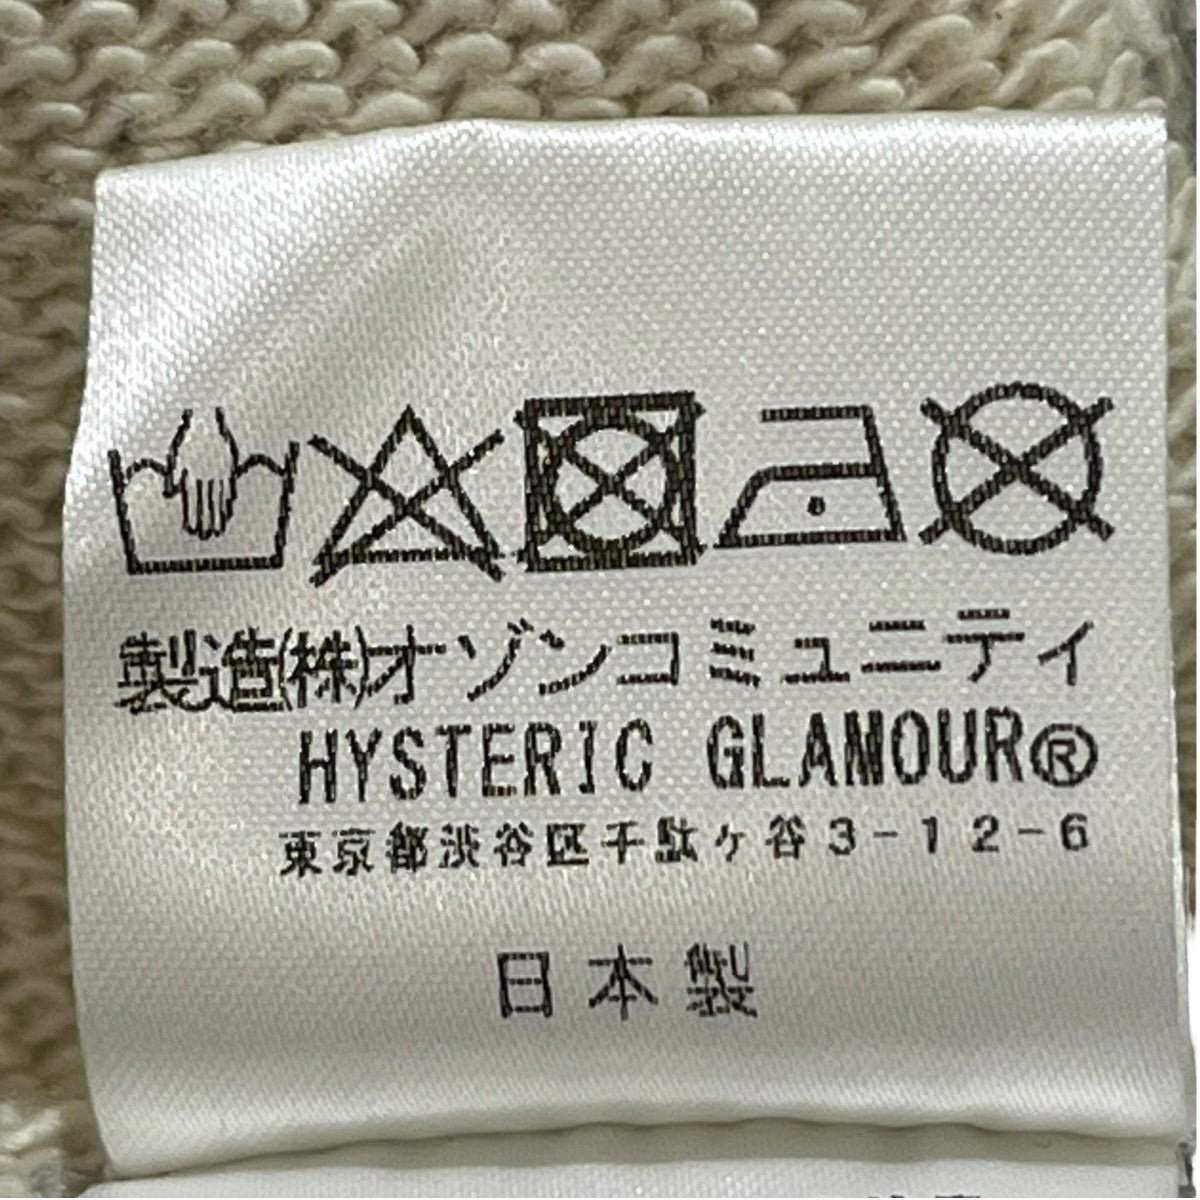 製造(株)オゾンコミュニティ
HYSTERIC GLAMOUR®
東京都渋谷区千駄ケ谷3-12-6
日本製